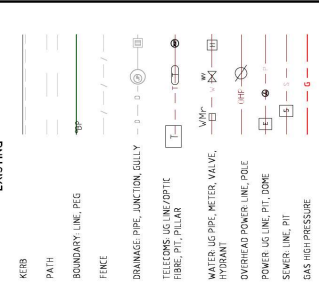 EXISTING
KERB
PATH
BOUNDARY: LINE, PEG
BP
FENCE
/ / /
DRAINAGE: PIPE, JUNCTION, GULLY
D D
TELECOMS: UG LINE/OPTIC
FIBRE, PIT, PILLAR
T T
WATER: UG PIPE, METER, VALVE,
HYDRANT
WMr WV H
OVERHEAD POWER: LINE, POLE
OHP
POWER: UG LINE, PIT, DOME
E P
SEWER: LINE, PIT
S S
GAS HIGH PRESSURE
G